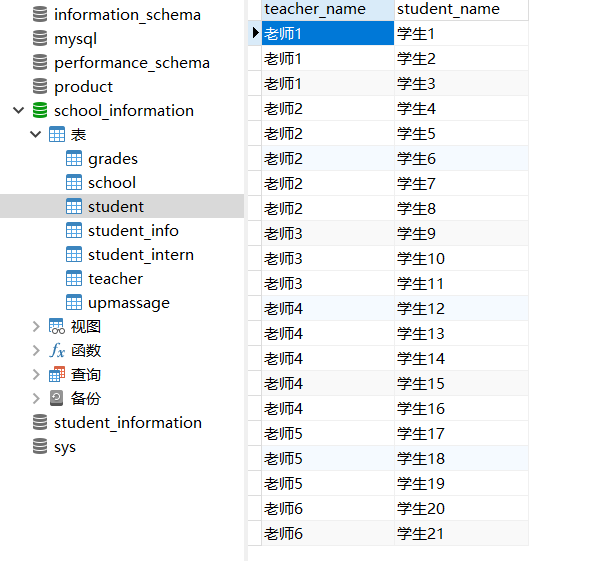 information_schema
mysql
performance_schema
product
school_information
表
grades
school
student
student_info
student_intern
teacher
upmassage
视图
fx 函数
查询
备份
student_information
sys
teacher_name student_name
老师1 学生1
老师1 学生2
老师1 学生3
老师2 学生4
老师2 学生5
老师2 学生6
老师2 学生7
老师2 学生8
老师3 学生9
老师3 学生10
老师3 学生11
老师4 学生12
老师4 学生13
老师4 学生14
老师4 学生15
老师4 学生16
老师5 学生17
老师5 学生18
老师5 学生19
老师6 学生20
老师6 学生21